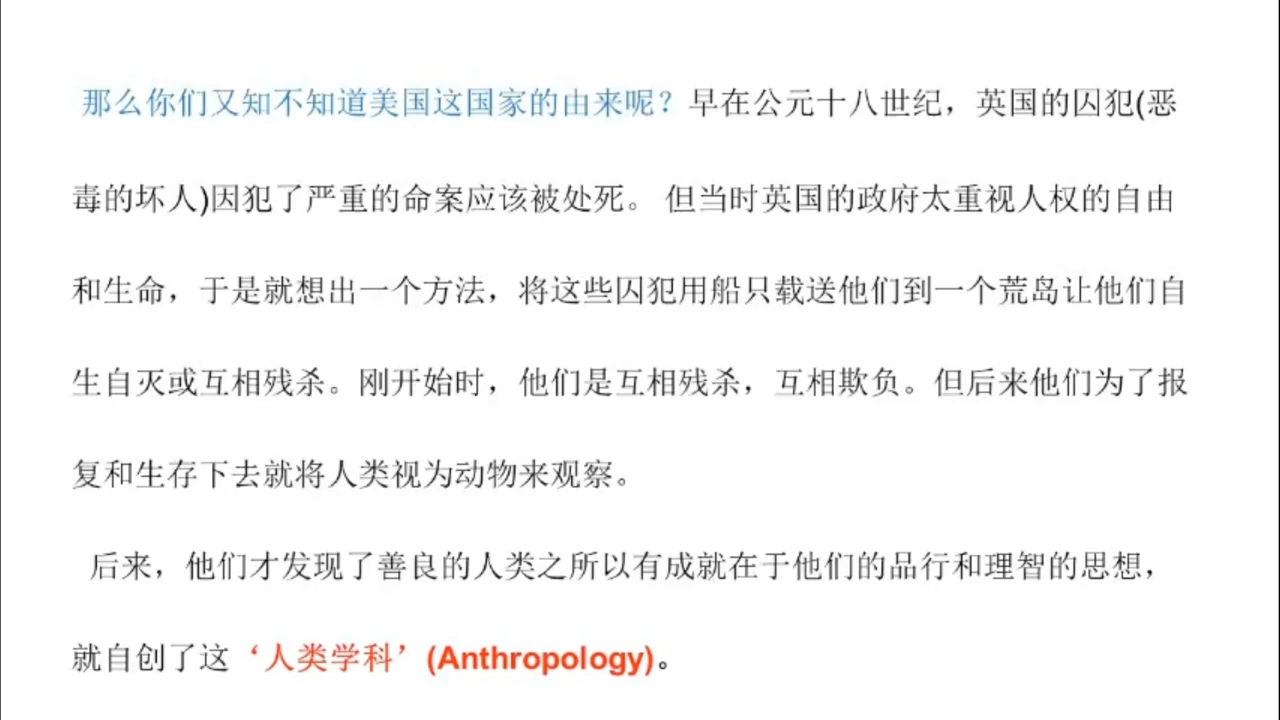 那么你们又知不知道美国这国家的由来呢？早在公元十八世纪，英国的囚犯(恶
毒的坏人)因犯了严重的命案应该被处死。 但当时英国的政府太重视人权的自由
和生命，于是就想出一个方法，将这些囚犯用船只载送他们到一个荒岛让他们自
生自灭或互相残杀。刚开始时，他们是互相残杀，互相欺负。但后来他们为了报
复和生存下去就将人类视为动物来观察。
后来，他们才发现了善良的人类之所以有成就在于他们的品行和理智的思想，
就自创了这‘人类学科’(Anthropology)。